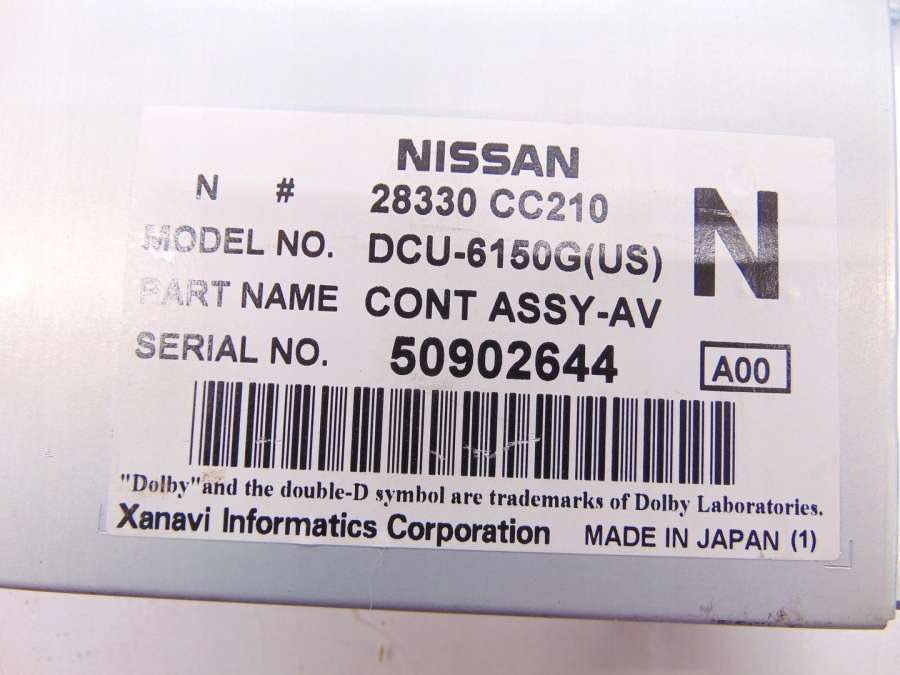 NISSAN
N # 28330 CC210
N
MODEL NO. DCU-6150G(US)
PART NAME CONT ASSY-AV
SERIAL NO. 50902644
A00
"Dolby"and the double-D symbol are trademarks of Dolby Laboratories.
Xanavi Informatics Corporation MADE IN JAPAN (1)